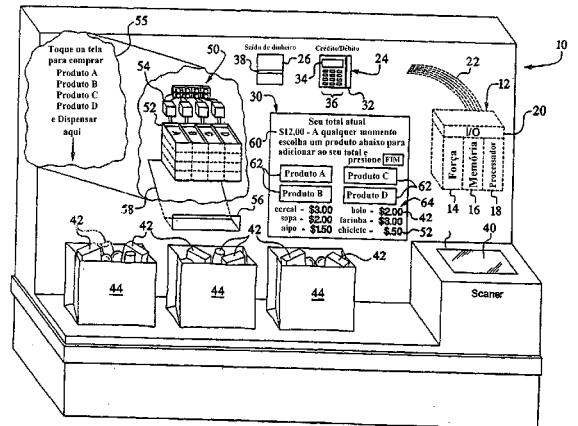 55
Toque na tela
para comprar
Produto A
Produto B
Produto C
Produto D
e Dispensar
aqui
50
54
52
58
56
Saída de dinheiro
38
26
Crédito/Débito
34
24
32
36
30
60
Seu total atual
$12,00 - A qualquer momento
escolha um produto abaixo para
adicionar ao seu total e
presione FIM
62
Produto A
Produto C
Produto B
Produto D
62
64
cereal - $3.00
bolo - $2.00
42
sopa - $2.00
farinha - $3.00
aipo - $1.50
chiclete - $.50
52
10
22
12
20
I/O
Força
Memória
Processador
14
16
18
42
42
42
42
42
44
44
44
40
Scaner